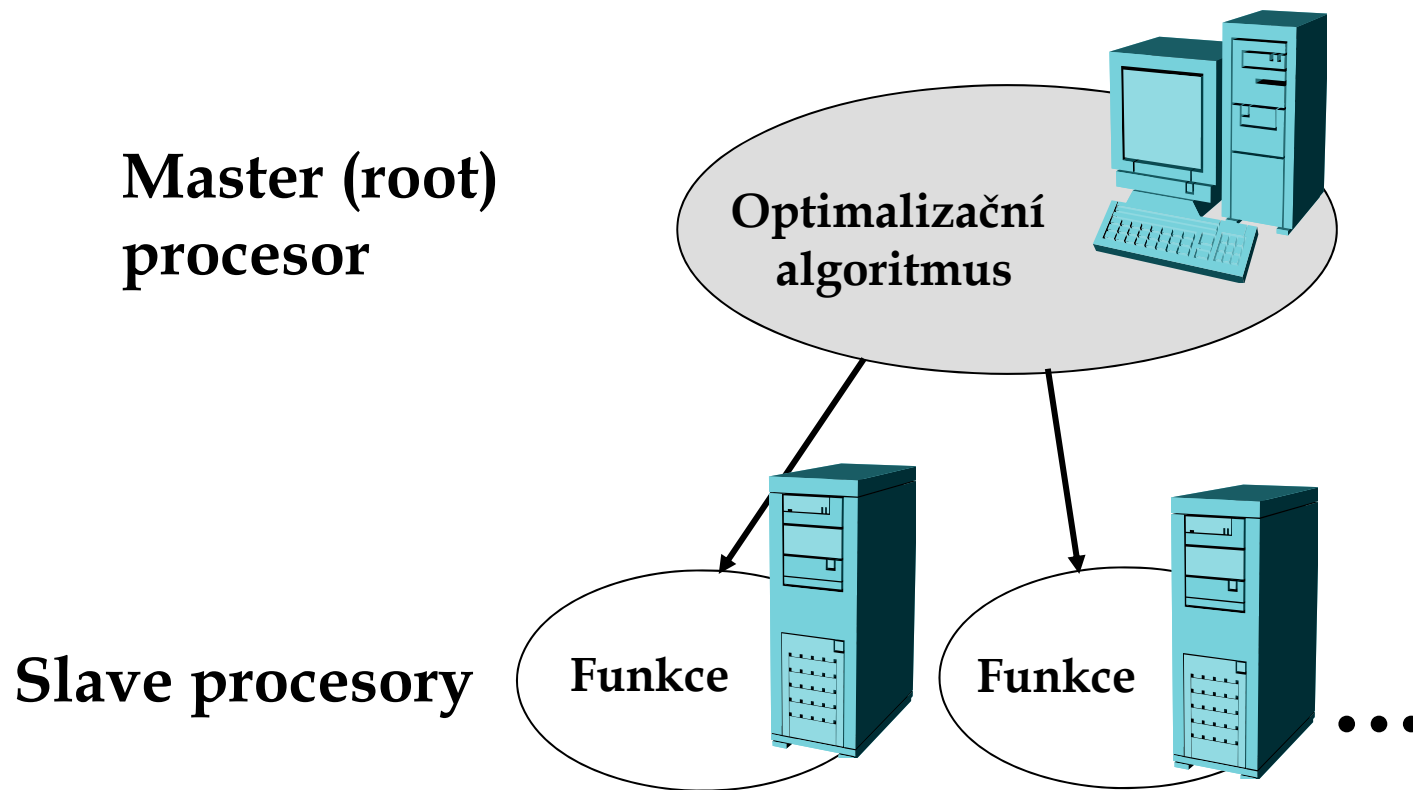 Master (root)
procesor
Optimalizační
algoritmus
Slave procesory
Funkce
Funkce
...